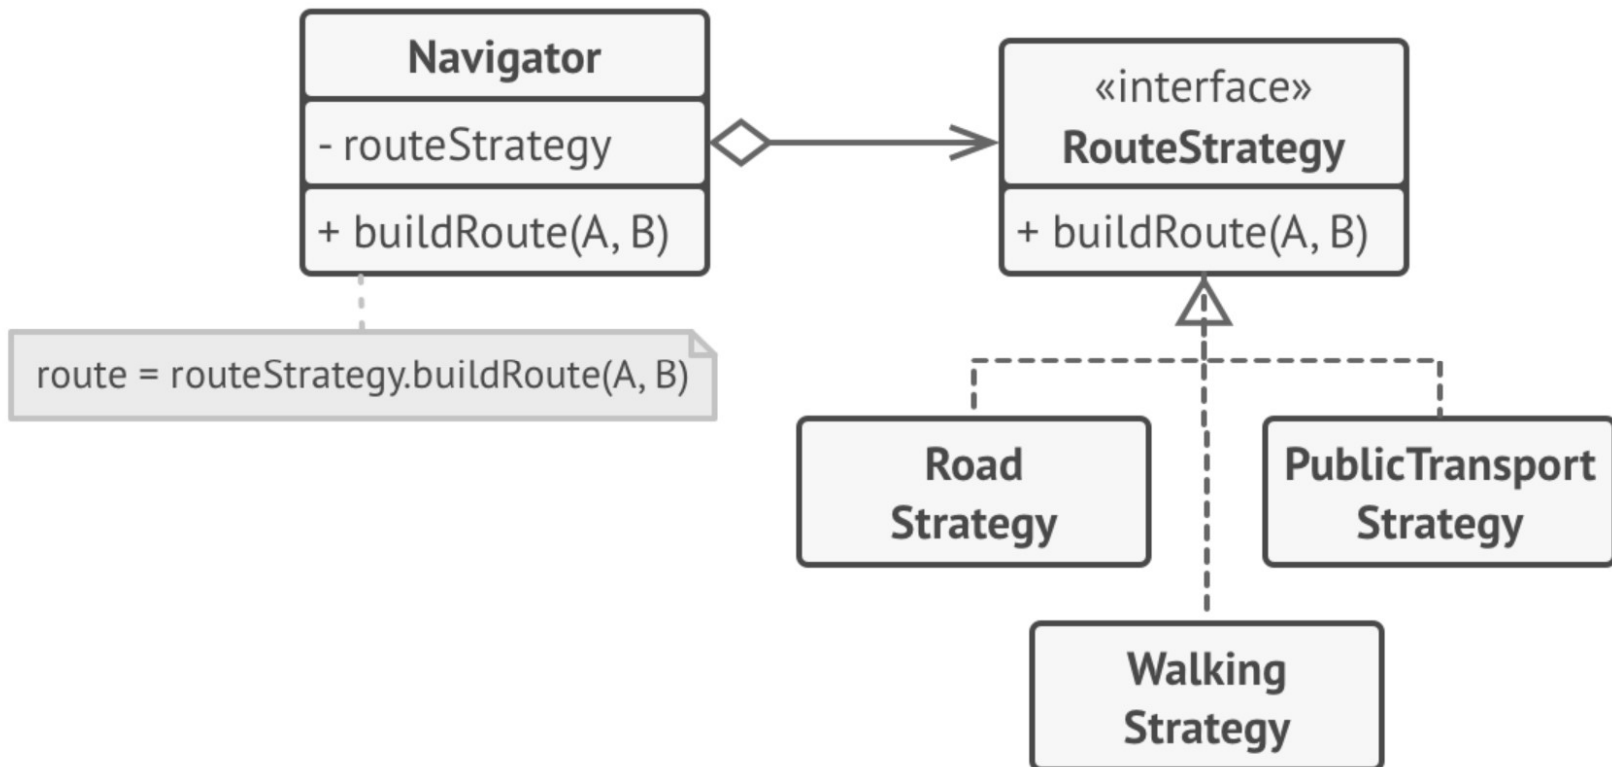 Navigator
- routeStrategy
+ buildRoute(A, B)
route = routeStrategy.buildRoute(A, B)
«interface»
RouteStrategy
+ buildRoute(A, B)
Road
Strategy
PublicTransport
Strategy
Walking
Strategy